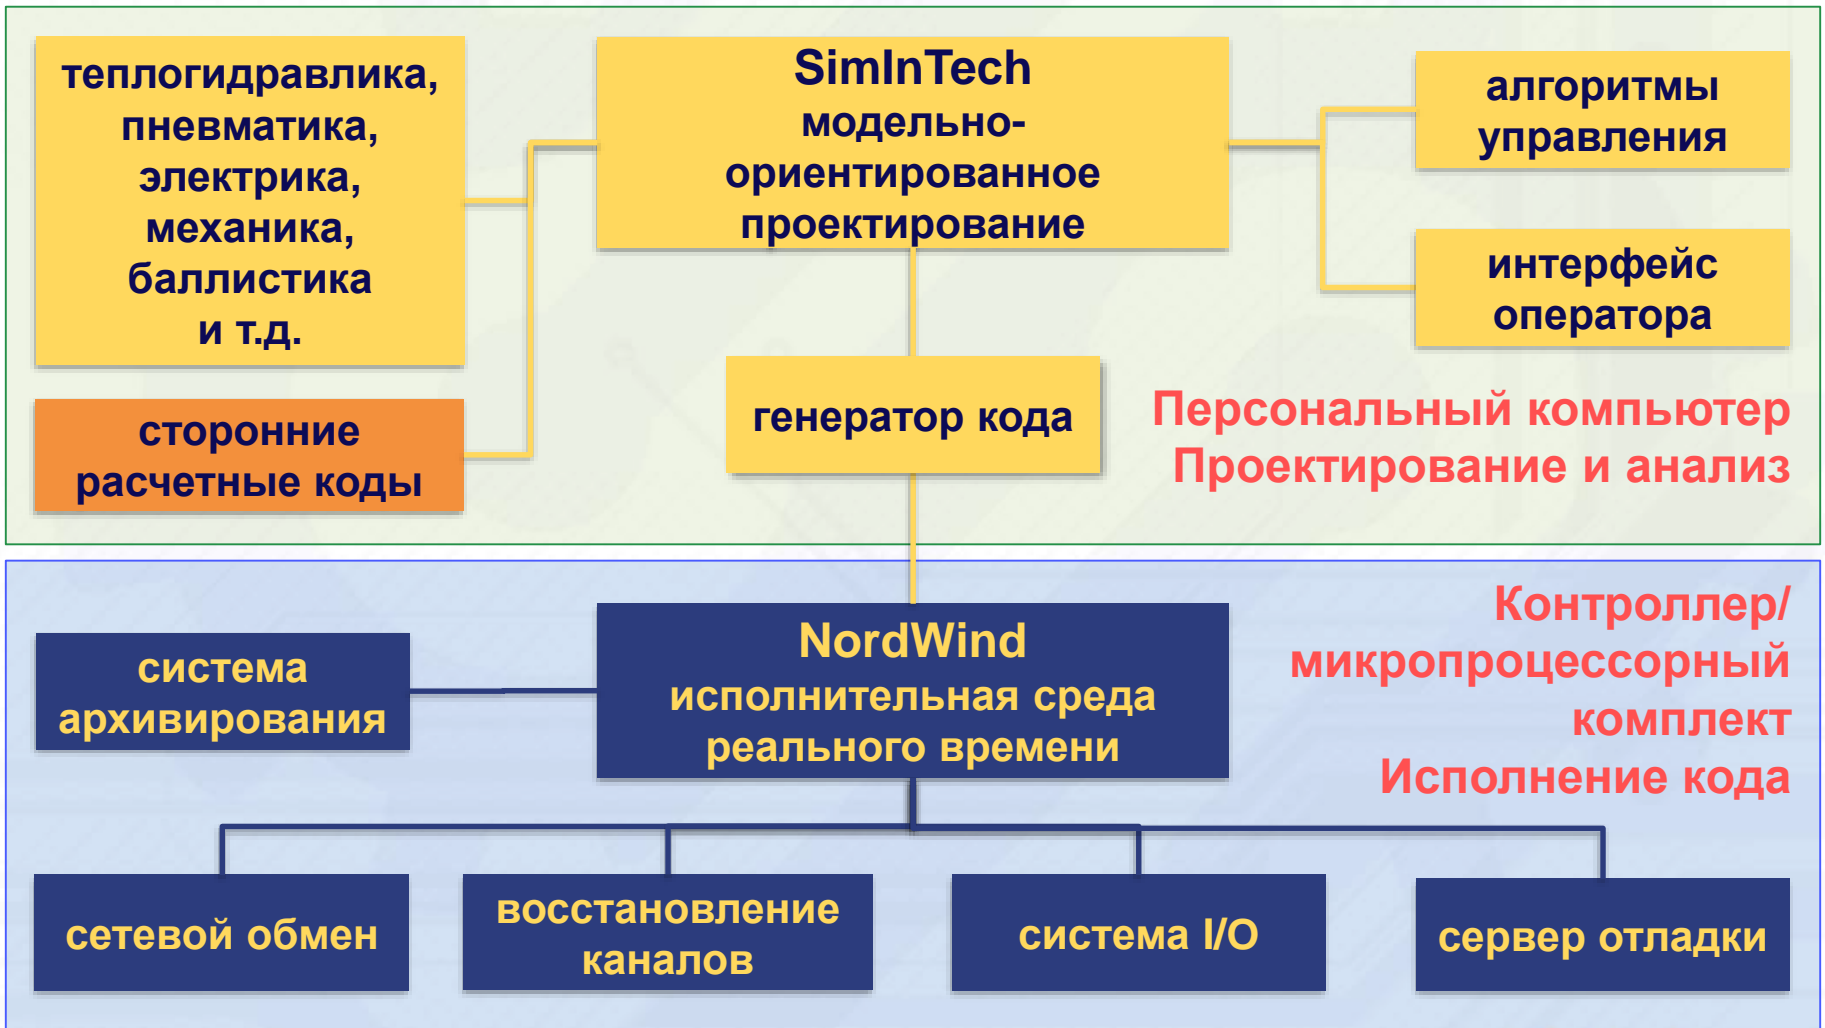 теплогидравлика,
пневматика,
электрика,
механика,
баллистика
и т.д.
SimInTech
модельно-
ориентированное
проектирование
алгоритмы
управления
интерфейс
оператора
сторонние
расчетные коды
генератор кода
Персональный компьютер
Проектирование и анализ
система
архивирования
NordWind
исполнительная среда
реального времени
Контроллер/
микропроцессорный
комплект
Исполнение кода
сетевой обмен
восстановление
каналов
система I/O
сервер отладки